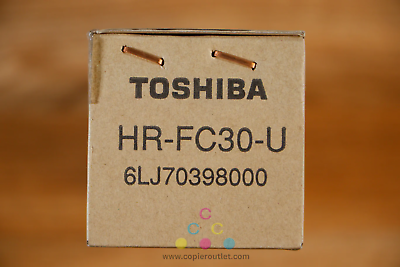 TOSHIBA
HR-FC30-U
6LJ70398000
C
C C C
www.copieroutlet.com